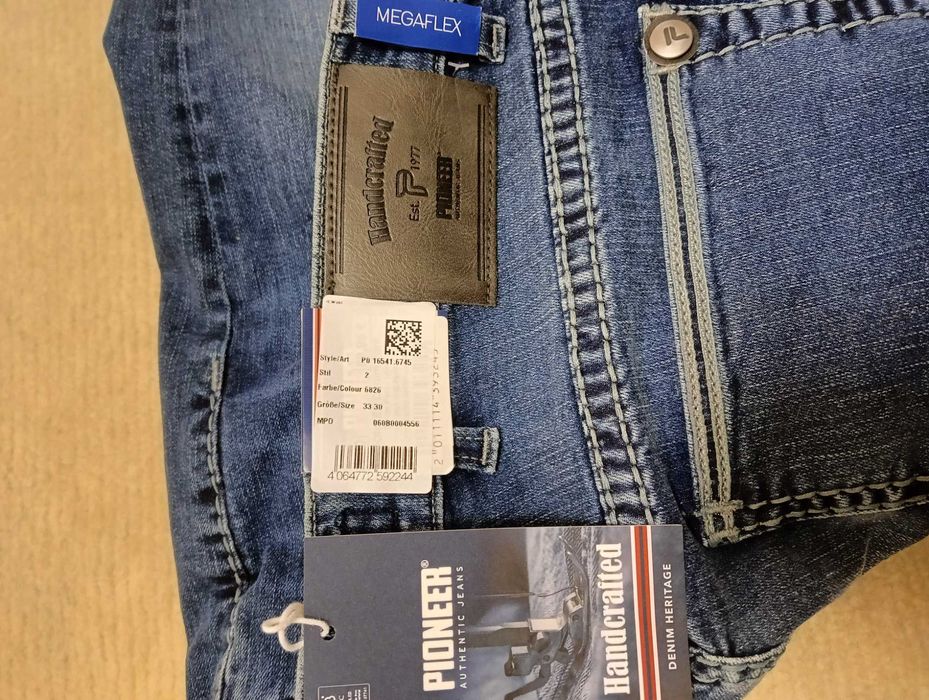 MEGAFLEX
Handcrafted
Est. P 1977
PIONEER
Style/Art P0 16541.6745
Stil 2
Farbe/Colour 6826
Größe/Size 33 30
MPO 060B0004556
4 064772 592244
PIONEER®
AUTHENTIC JEANS
Handcrafted
DENIM HERITAGE